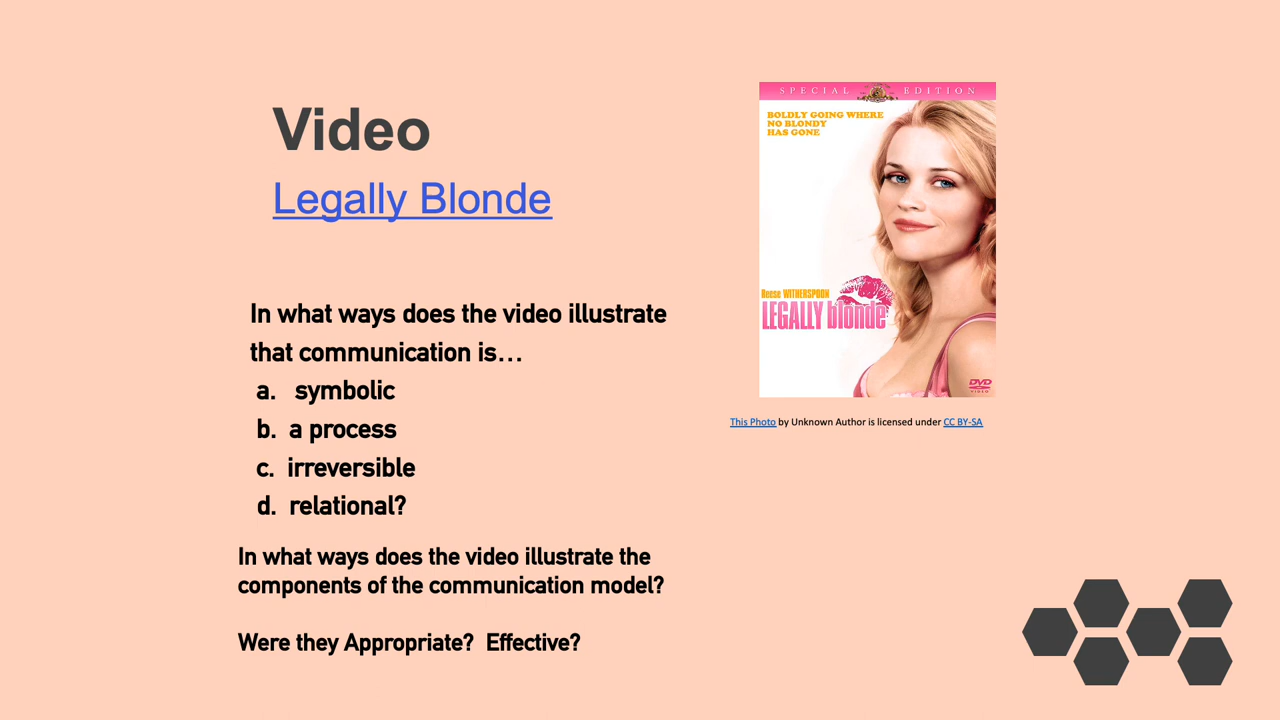 Video
Legally Blonde
In what ways does the video illustrate
that communication is...
a. symbolic
b. a process
c. irreversible
d. relational?
In what ways does the video illustrate the
components of the communication model?
Were they Appropriate? Effective?
SPECIAL EDITION
BOLDLY GOING WHERE
NO BLONDY
HAS GONE
Reese WITHERSPOON
LEGALLY blonde
DVD
VIDEO
This Photo by Unknown Author is licensed under CC BY-SA